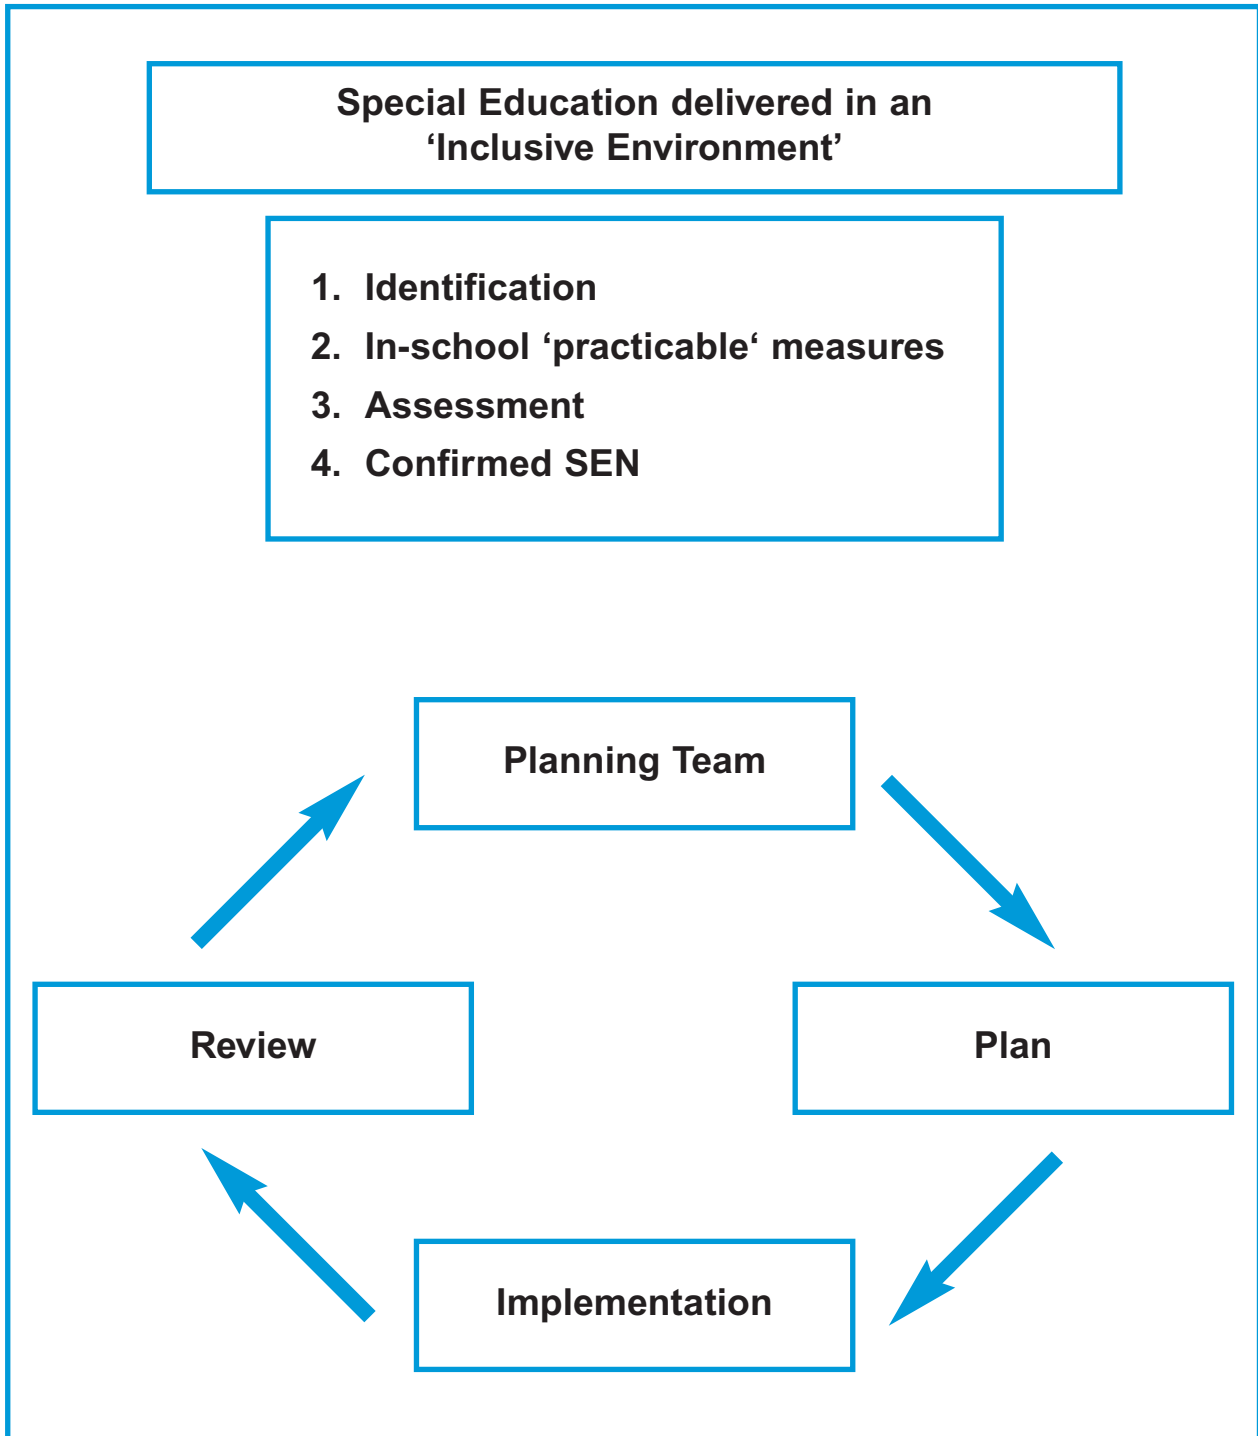 Special Education delivered in an
‘Inclusive Environment’
1. Identification
2. In-school ‘practicable‘ measures
3. Assessment
4. Confirmed SEN
Planning Team
Review
Plan
Implementation